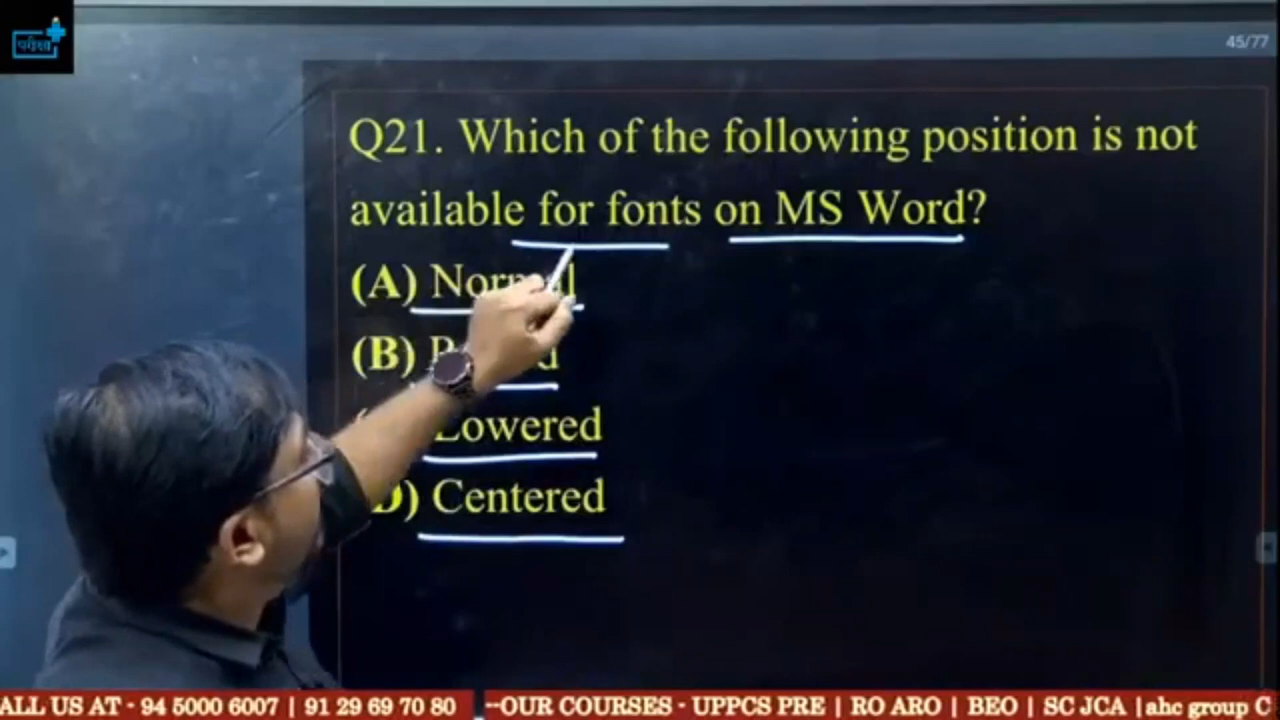 परीक्षा
45/77
Q21. Which of the following position is not
available for fonts on MS Word?
(A) Normal
(B)
Lowered
(D) Centered
ALL US AT - 94 5000 6007 | 91 29 69 70 80 --OUR COURSES - UPPCS PRE | RO ARO | BEO | SC JCA |ahc group C